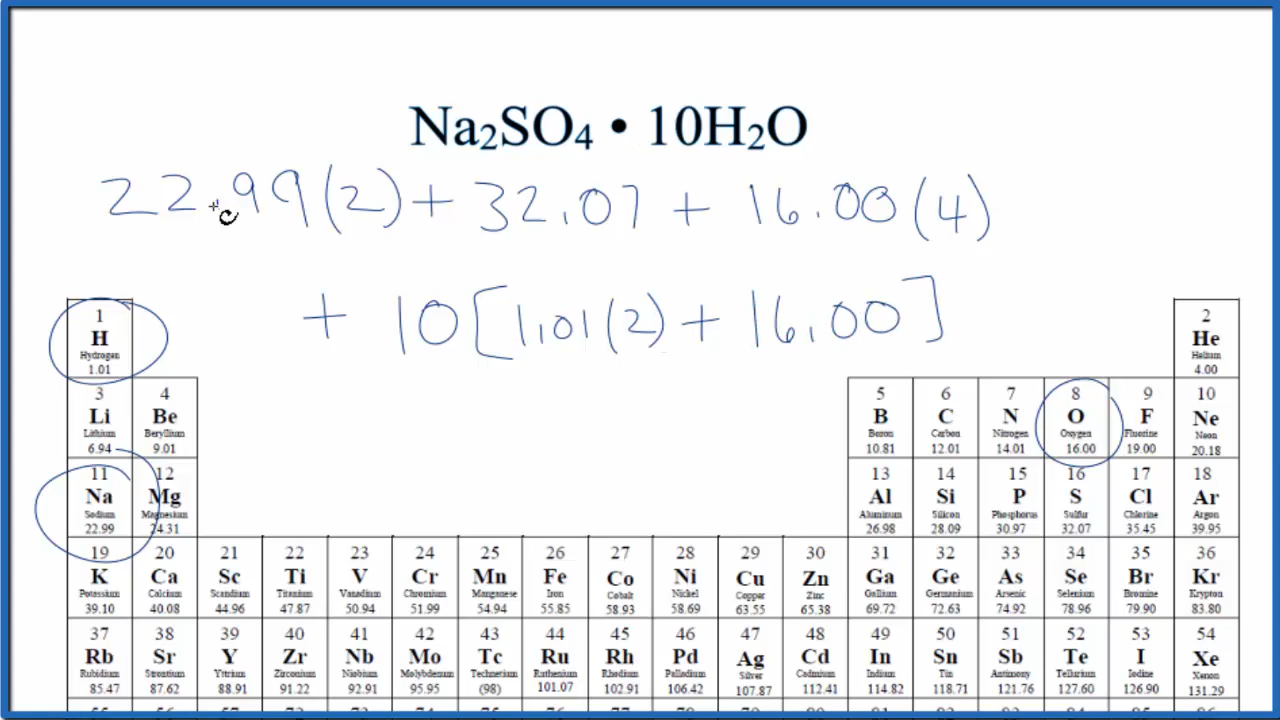 Na₂SO₄ • 10H₂O
22.99(2) + 32.07 + 16.00(4)
+ 10[1.01(2) + 16.00]
1 2
H He
Hydrogen Helium
1.01 4.00
3 4 5 6 7 8 9 10
Li Be B C N O F Ne
Lithium Beryllium Boron Carbon Nitrogen Oxygen Fluorine Neon
6.94 9.01 10.81 12.01 14.01 16.00 19.00 20.18
11 12 13 14 15 16 17 18
Na Mg Al Si P S Cl Ar
Sodium Magnesium Aluminum Silicon Phosphorus Sulfur Chlorine Argon
22.99 24.31 26.98 28.09 30.97 32.07 35.45 39.95
19 20 21 22 23 24 25 26 27 28 29 30 31 32 33 34 35 36
K Ca Sc Ti V Cr Mn Fe Co Ni Cu Zn Ga Ge As Se Br Kr
Potassium Calcium Scandium Titanium Vanadium Chromium Manganese Iron Cobalt Nickel Copper Zinc Gallium Germanium Arsenic Selenium Bromine Krypton
39.10 40.08 44.96 47.87 50.94 51.99 54.94 55.85 58.93 58.69 63.55 65.38 69.72 72.63 74.92 78.96 79.90 83.80
37 38 39 40 41 42 43 44 45 46 47 48 49 50 51 52 53 54
Rb Sr Y Zr Nb Mo Tc Ru Rh Pd Ag Cd In Sn Sb Te I Xe
Rubidium Strontium Yttrium Zirconium Niobium Molybdenum Technetium Ruthenium Rhodium Palladium Silver Cadmium Indium Tin Antimony Tellurium Iodine Xenon
85.47 87.62 88.91 91.22 92.91 95.95 (98) 101.07 102.91 106.42 107.87 112.41 114.82 118.71 121.76 127.60 126.90 131.29